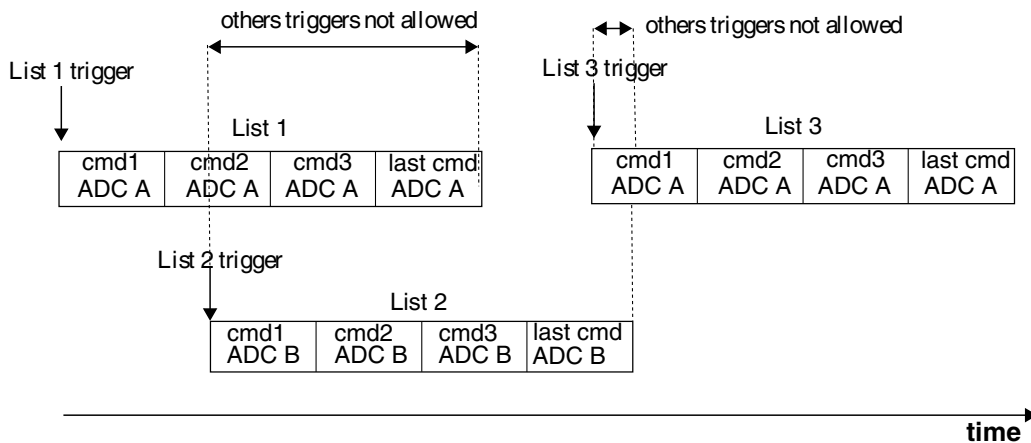 others triggers not allowed
others triggers not allowed
List 1 trigger
List 3 trigger
List 1
List 3
cmd1 cmd2 cmd3 last cmd
ADC A ADC A ADC A ADC A
cmd1 cmd2 cmd3 last cmd
ADC A ADC A ADC A ADC A
List 2 trigger
List 2
cmd1 cmd2 cmd3 last cmd
ADC B ADC B ADC B ADC B
time